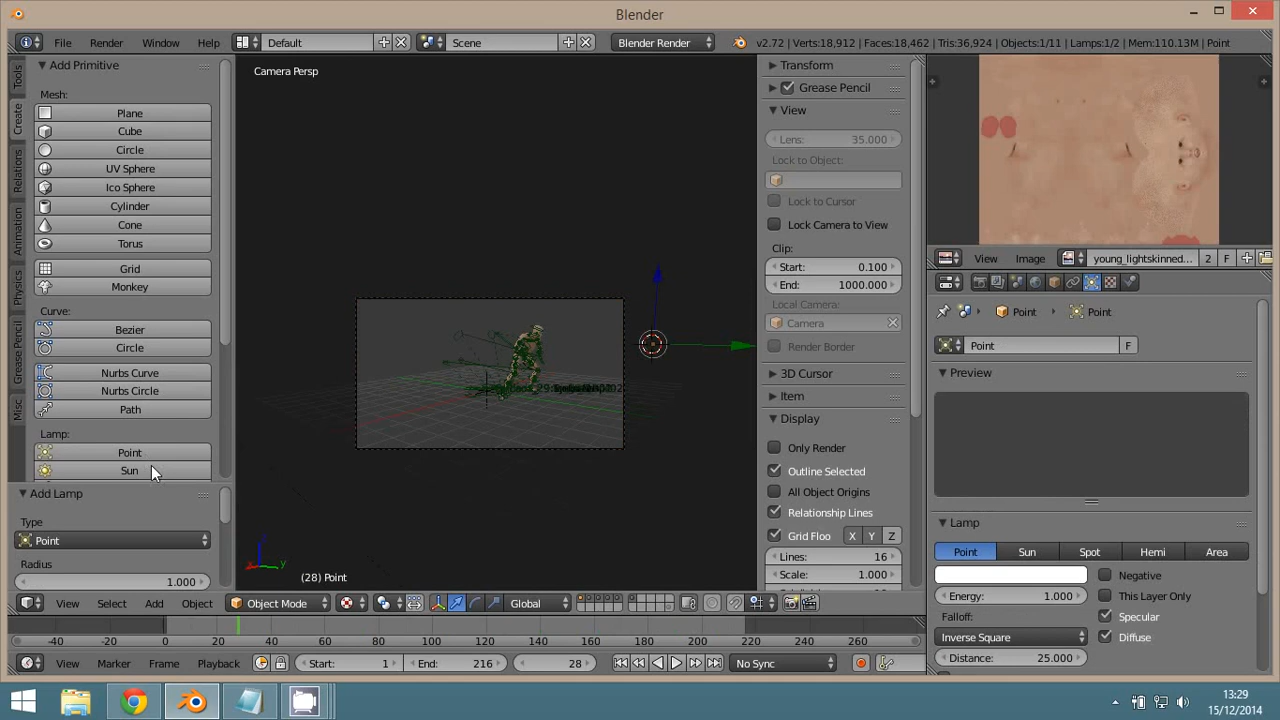 Blender
File Render Window Help Default Scene Blender Render v2.72 | Verts:18,912 | Faces:18,462 | Tris:36,924 | Objects:1/11 | Lamps:1/2 | Mem:110.13M | Point
Tools
Create
Relations
Animation
Physics
Grease Pencil
Misc
Add Primitive
Mesh:
Plane
Cube
Circle
UV Sphere
Ico Sphere
Cylinder
Cone
Torus
Grid
Monkey
Curve:
Bezier
Circle
Nurbs Curve
Nurbs Circle
Path
Lamp:
Point
Sun
Add Lamp
Type
Point
Radius
1.000
Camera Persp
z
x
y
(28) Point
Transform
Grease Pencil
View
Lens: 35.000
Lock to Object:
Lock to Cursor
Lock Camera to View
Clip:
Start: 0.100
End: 1000.000
Local Camera:
Camera
Render Border
3D Cursor
Item
Display
Only Render
Outline Selected
All Object Origins
Relationship Lines
Grid Floo X Y Z
Lines: 16
Scale: 1.000
View Image young_lightskinned... 2 F
Point Point
Point F
Preview
Lamp
Point Sun Spot Hemi Area
Negative
Energy: 1.000 This Layer Only
Falloff: Specular
Inverse Square Diffuse
Distance: 25.000
View Select Add Object Object Mode Global
-40 -20 0 20 40 60 80 100 120 140 160 180 200 220 240 260
View Marker Frame Playback Start: 1 End: 216 28 No Sync
13:29
15/12/2014